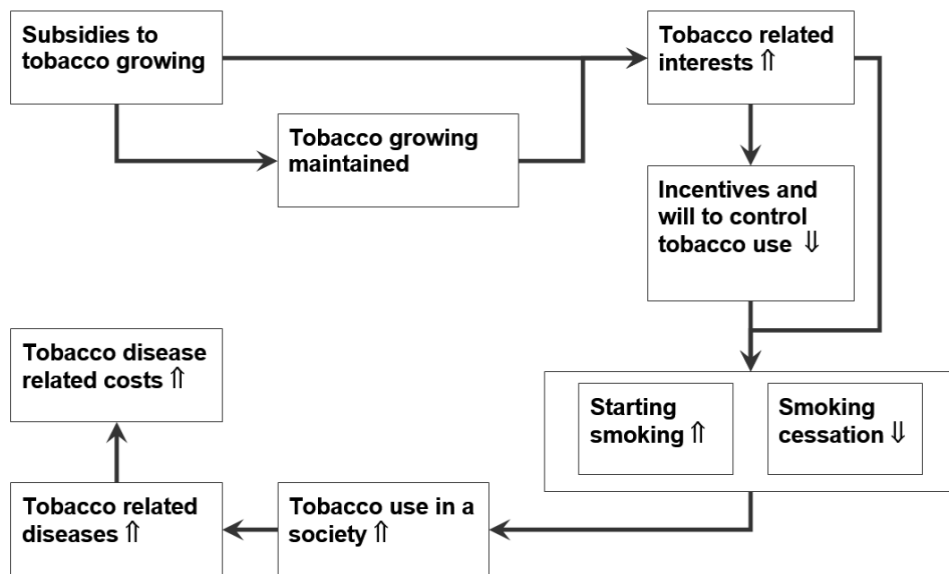 Subsidies to
tobacco growing
Tobacco related
interests ⇑
Tobacco growing
maintained
Incentives and
will to control
tobacco use ⇓
Tobacco disease
related costs ⇑
Starting
smoking ⇑
Smoking
cessation ⇓
Tobacco related
diseases ⇑
Tobacco use in a
society ⇑